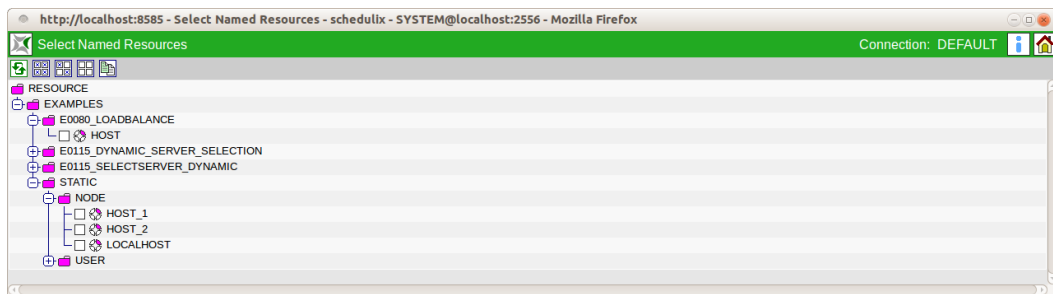 http://localhost:8585 - Select Named Resources - schedulix - SYSTEM@localhost:2556 - Mozilla Firefox
Select Named Resources Connection: DEFAULT
RESOURCE
EXAMPLES
E0080_LOADBALANCE
HOST
E0115_DYNAMIC_SERVER_SELECTION
E0115_SELECTSERVER_DYNAMIC
STATIC
NODE
HOST_1
HOST_2
LOCALHOST
USER